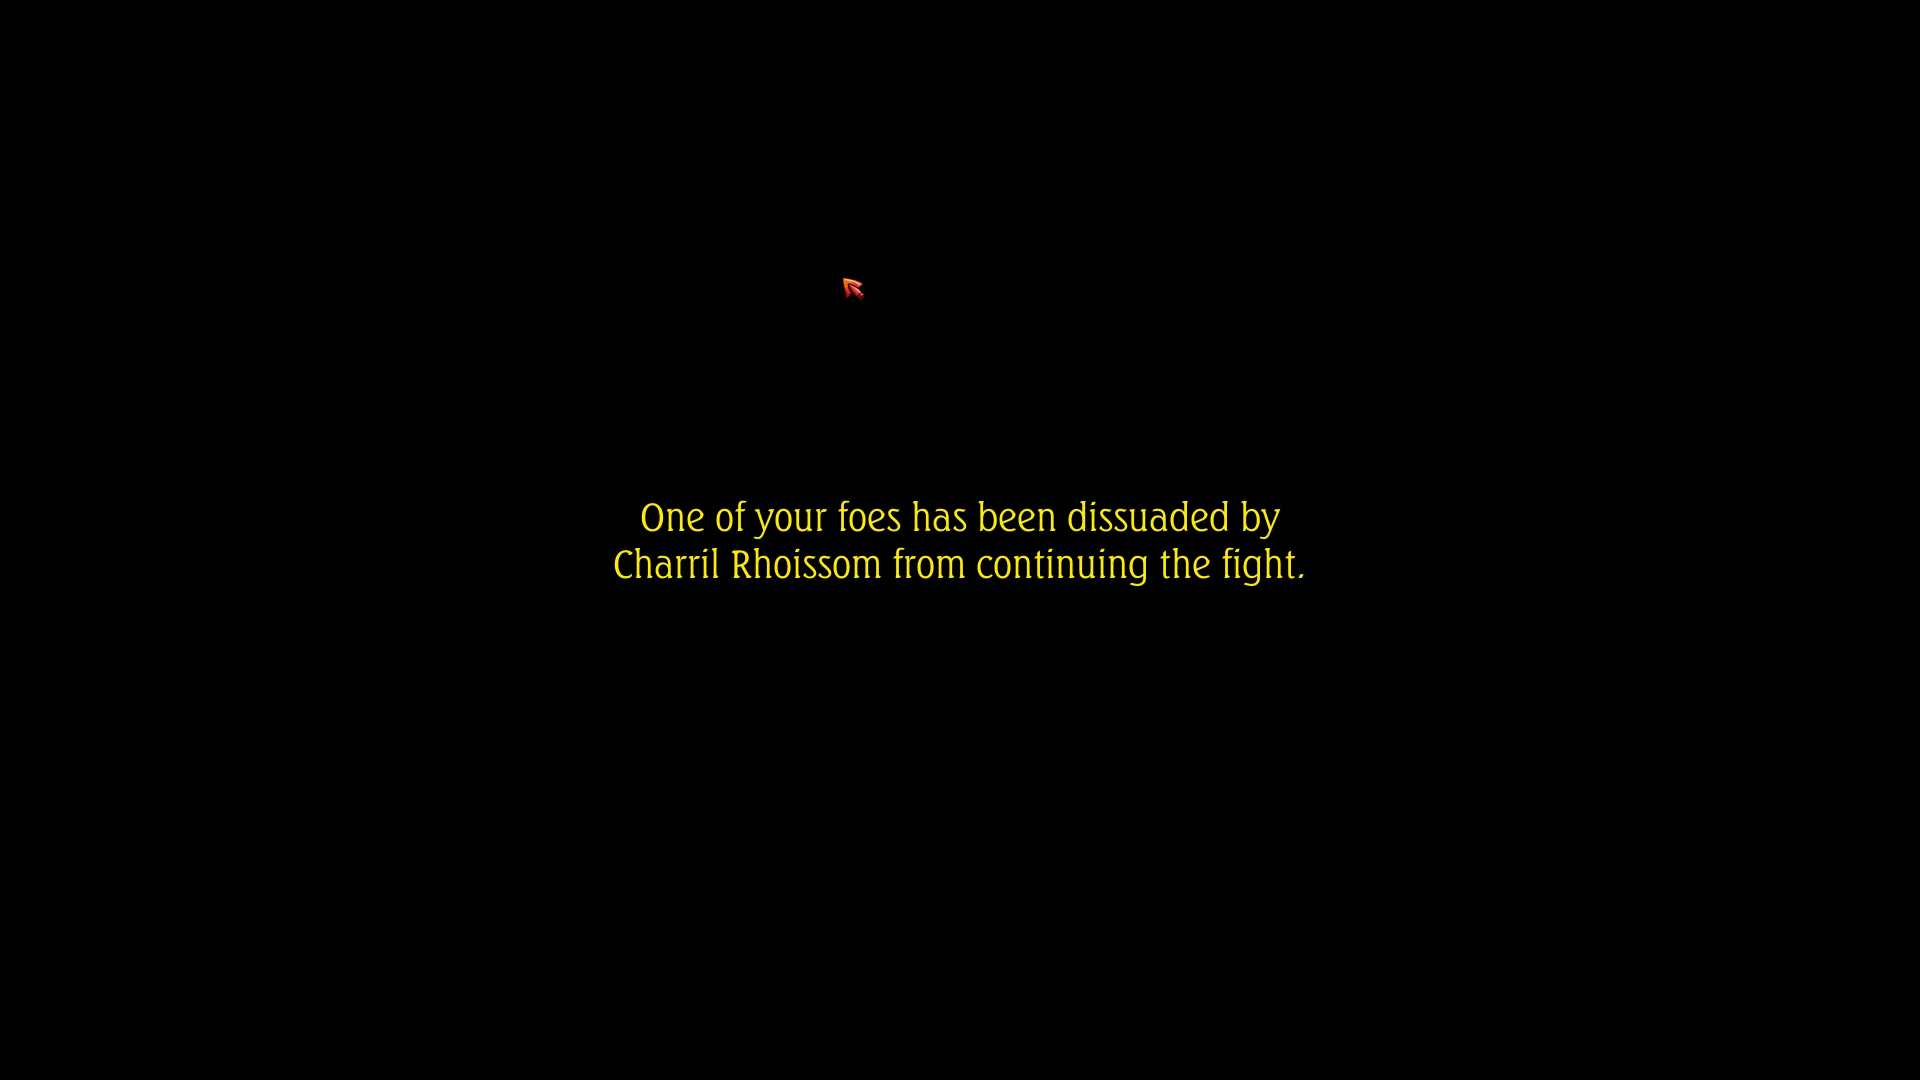 One of your foes has been dissuaded by
Charril Rhoissom from continuing the fight.